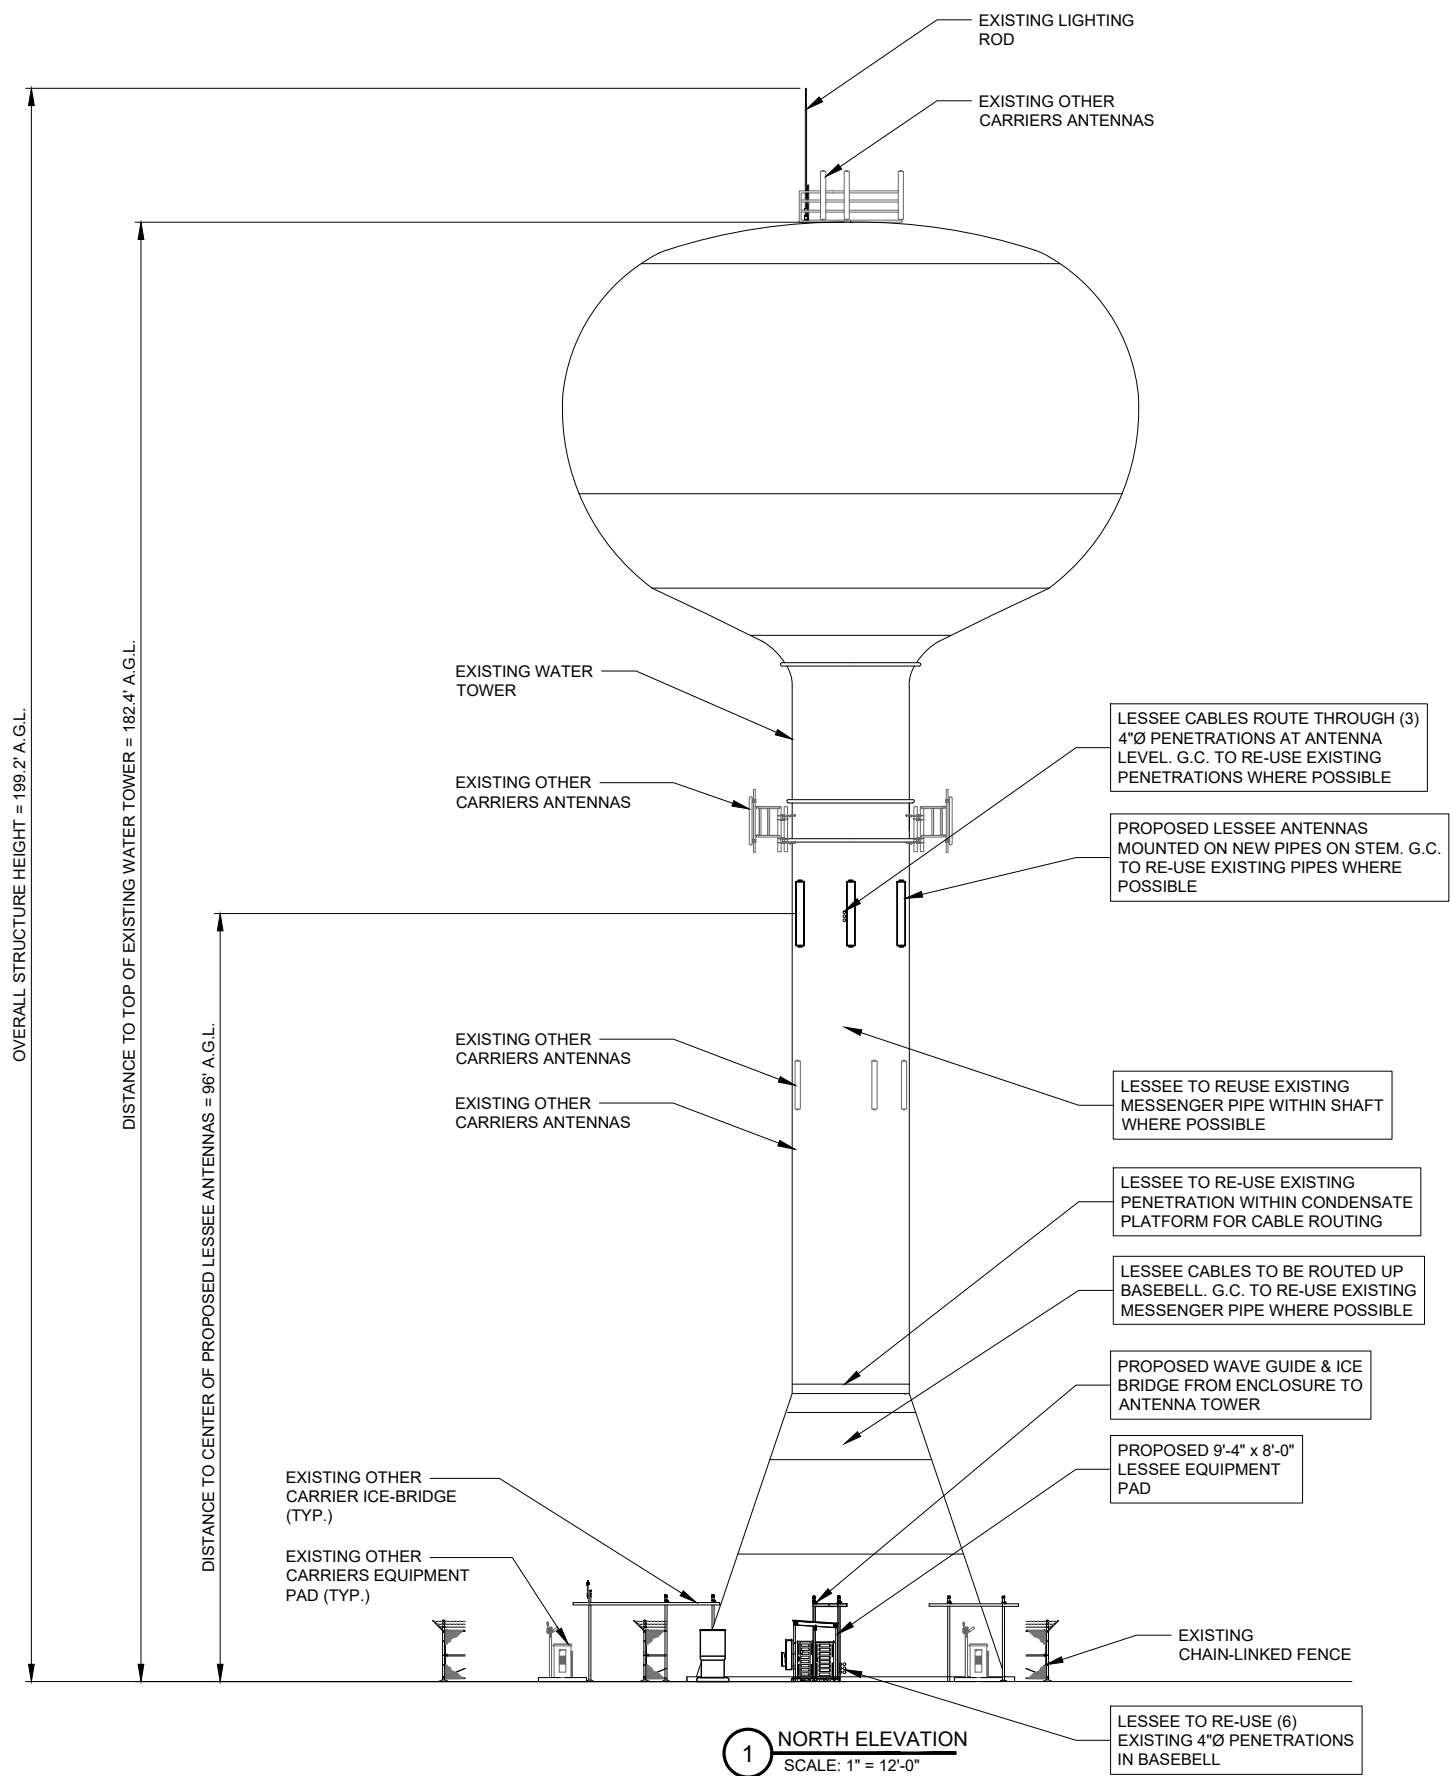 EXISTING LIGHTING
ROD
EXISTING OTHER
CARRIERS ANTENNAS
OVERALL STRUCTURE HEIGHT = 199.2' A.G.L.
DISTANCE TO TOP OF EXISTING WATER TOWER = 182.4' A.G.L.
DISTANCE TO CENTER OF PROPOSED LESSEE ANTENNAS = 96' A.G.L.
EXISTING WATER
TOWER
EXISTING OTHER
CARRIERS ANTENNAS
LESSEE CABLES ROUTE THROUGH (3)
4"Ø PENETRATIONS AT ANTENNA
LEVEL. G.C. TO RE-USE EXISTING
PENETRATIONS WHERE POSSIBLE
PROPOSED LESSEE ANTENNAS
MOUNTED ON NEW PIPES ON STEM. G.C.
TO RE-USE EXISTING PIPES WHERE
POSSIBLE
EXISTING OTHER
CARRIERS ANTENNAS
EXISTING OTHER
CARRIERS ANTENNAS
LESSEE TO REUSE EXISTING
MESSENGER PIPE WITHIN SHAFT
WHERE POSSIBLE
LESSEE TO RE-USE EXISTING
PENETRATION WITHIN CONDENSATE
PLATFORM FOR CABLE ROUTING
LESSEE CABLES TO BE ROUTED UP
BASEBELL. G.C. TO RE-USE EXISTING
MESSENGER PIPE WHERE POSSIBLE
PROPOSED WAVE GUIDE & ICE
BRIDGE FROM ENCLOSURE TO
ANTENNA TOWER
PROPOSED 9'-4" x 8'-0"
LESSEE EQUIPMENT
PAD
EXISTING OTHER
CARRIER ICE-BRIDGE
(TYP.)
EXISTING OTHER
CARRIERS EQUIPMENT
PAD (TYP.)
EXISTING
CHAIN-LINKED FENCE
LESSEE TO RE-USE (6)
EXISTING 4"Ø PENETRATIONS
IN BASEBELL
1
NORTH ELEVATION
SCALE: 1" = 12'-0"